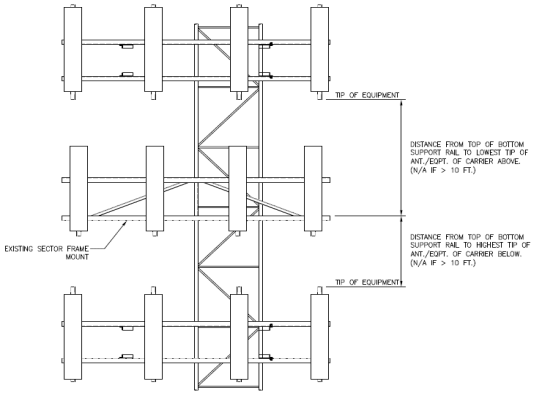 TIP OF EQUIPMENT
DISTANCE FROM TOP OF BOTTOM
SUPPORT RAIL TO LOWEST TIP OF
ANT./EQPT. OF CARRIER ABOVE.
(N/A IF > 10 FT.)
EXISTING SECTOR FRAME
MOUNT
DISTANCE FROM TOP OF BOTTOM
SUPPORT RAIL TO HIGHEST TIP OF
ANT./EQPT. OF CARRIER BELOW.
(N/A IF > 10 FT.)
TIP OF EQUIPMENT